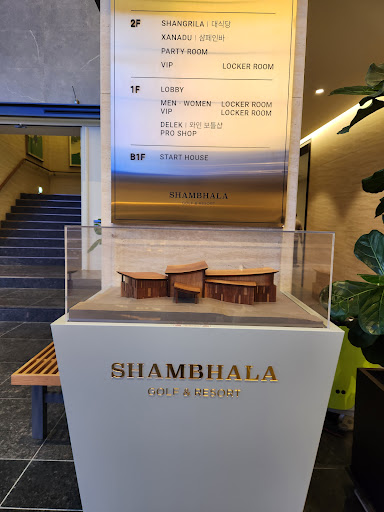 2F SHANGRILA | 대식당
XANADU | 샴페인바
PARTY ROOM
VIP LOCKER ROOM
1F LOBBY
MEN · WOMEN LOCKER ROOM
VIP LOCKER ROOM
DELEK | 와인 보틀샵
PRO SHOP
B1F START HOUSE
SHAMBHALA
GOLF & RESORT
SHAMBHALA
GOLF & RESORT